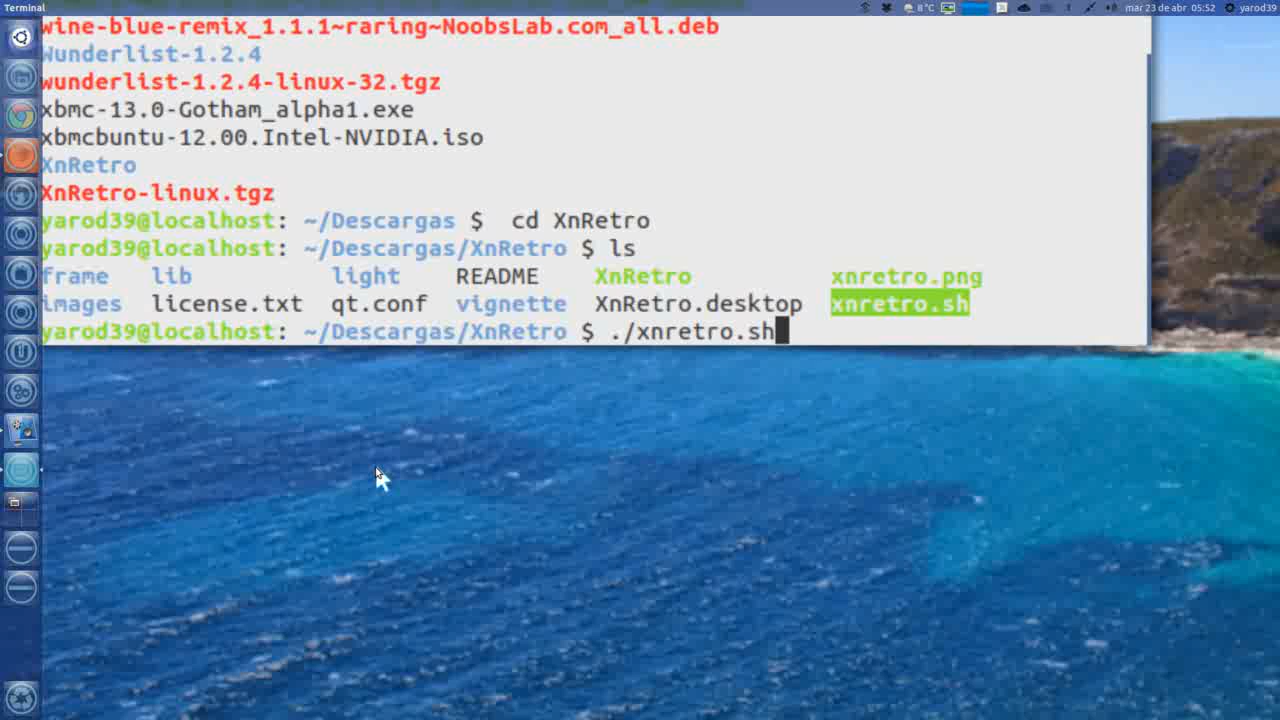 Terminal
8°C
mar 23 de abr 05:52
yarod39
wine-blue-remix_1.1.1~raring~NoobsLab.com_all.deb
Wunderlist-1.2.4
wunderlist-1.2.4-linux-32.tgz
xbmc-13.0-Gotham_alpha1.exe
xbmcbuntu-12.00.Intel-NVIDIA.iso
XnRetro
XnRetro-linux.tgz
yarod39@localhost: ~/Descargas $  cd XnRetro
yarod39@localhost: ~/Descargas/XnRetro $ ls
frame lib light README XnRetro xnretro.png
images license.txt qt.conf vignette XnRetro.desktop xnretro.sh
yarod39@localhost: ~/Descargas/XnRetro $ ./xnretro.sh